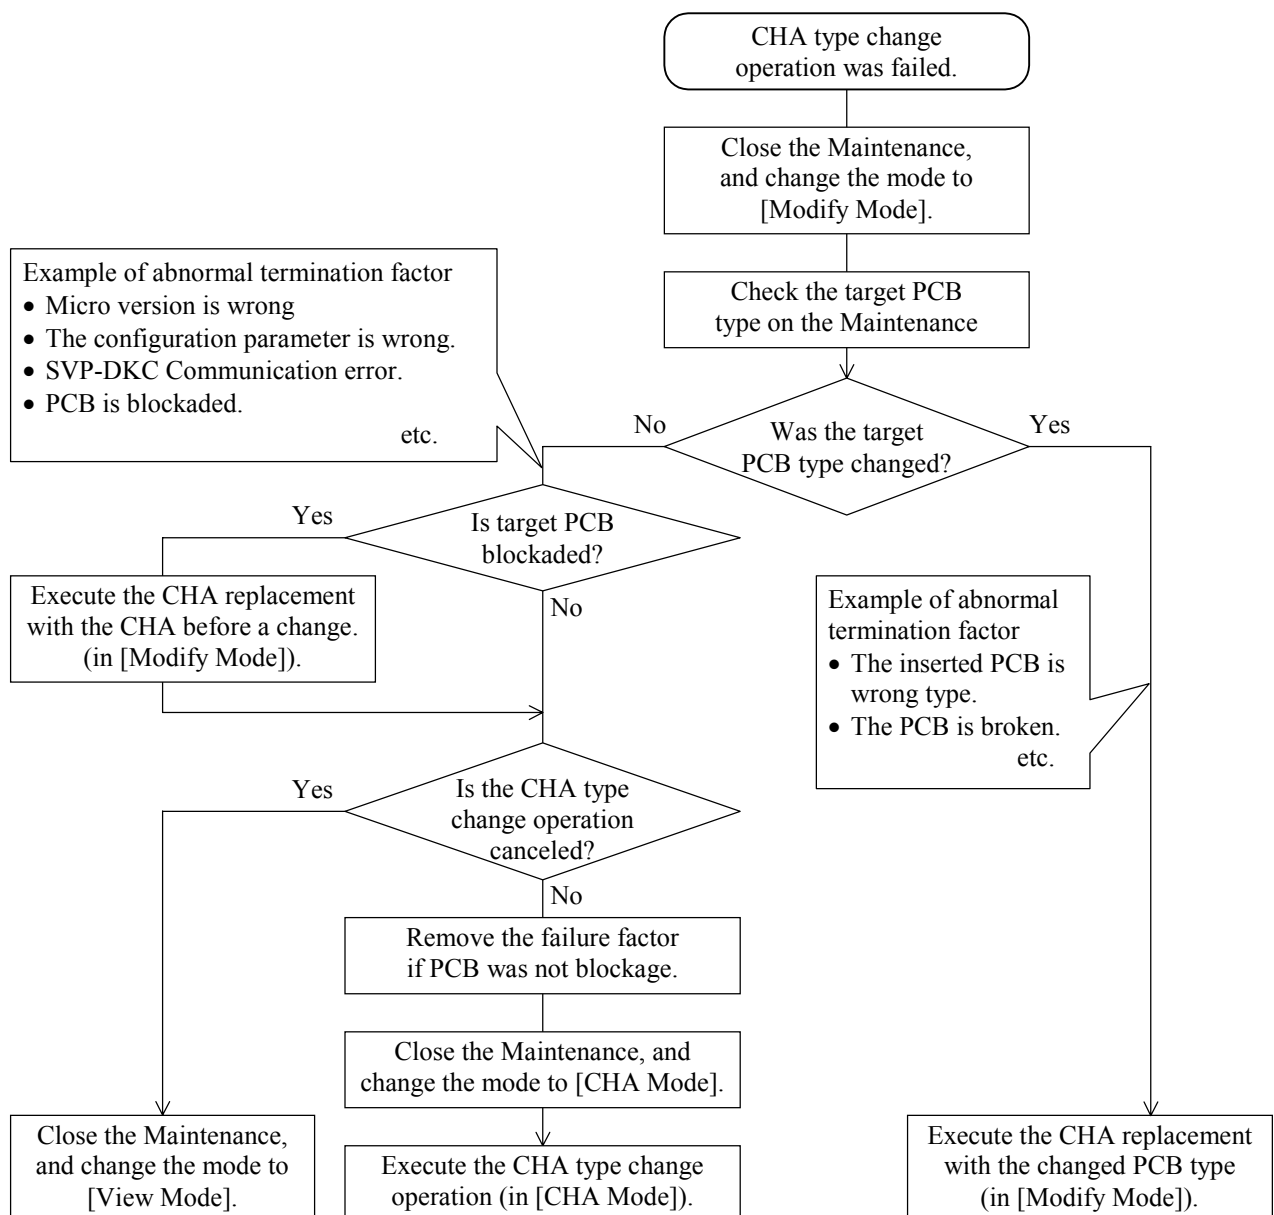 CHA type change
operation was failed.
Close the Maintenance,
and change the mode to
[Modify Mode].
Example of abnormal termination factor
• Micro version is wrong
• The configuration parameter is wrong.
• SVP-DKC Communication error.
• PCB is blockaded.
etc.
Check the target PCB
type on the Maintenance
No
Was the target
PCB type changed?
Yes
Yes
Is target PCB
blockaded?
No
Execute the CHA replacement
with the CHA before a change.
(in [Modify Mode]).
Example of abnormal
termination factor
• The inserted PCB is
wrong type.
• The PCB is broken.
etc.
Yes
Is the CHA type
change operation
canceled?
No
Remove the failure factor
if PCB was not blockage.
Close the Maintenance, and
change the mode to [CHA Mode].
Close the Maintenance,
and change the mode to
[View Mode].
Execute the CHA type change
operation (in [CHA Mode]).
Execute the CHA replacement
with the changed PCB type
(in [Modify Mode]).